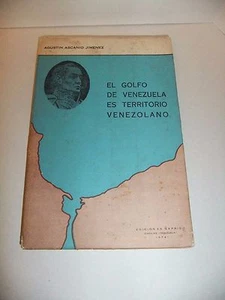 AGUSTIN ASCANIO JIMENEZ
EL GOLFO
DE VENEZUELA
ES TERRITORIO
VENEZOLANO